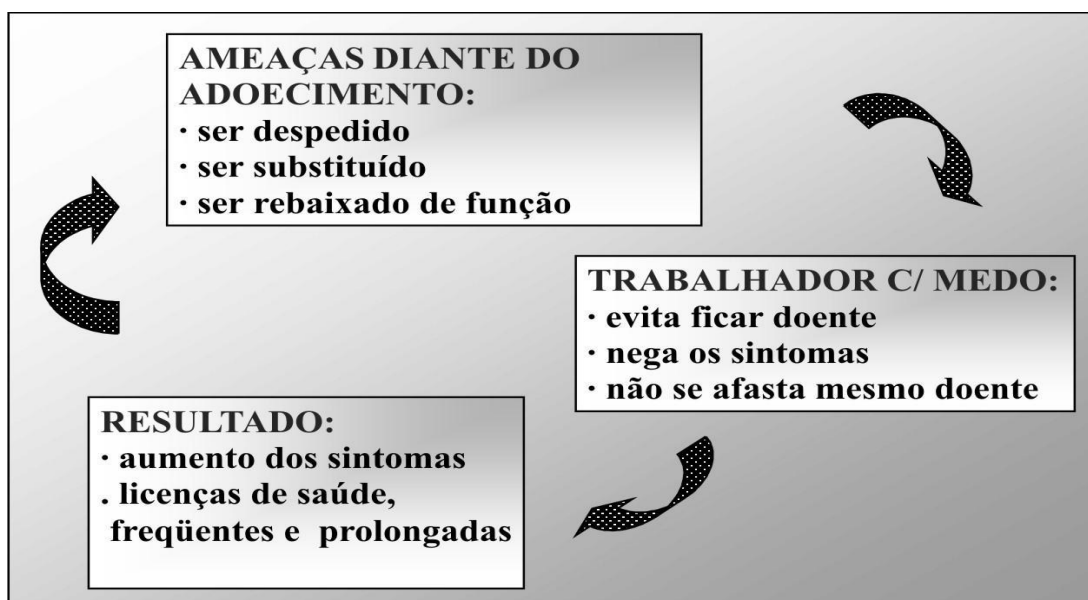 AMEAÇAS DIANTE DO
ADOECIMENTO:
· ser despedido
· ser substituído
· ser rebaixado de função
TRABALHADOR C/ MEDO:
· evita ficar doente
· nega os sintomas
· não se afasta mesmo doente
RESULTADO:
· aumento dos sintomas
. licenças de saúde,
freqüentes e prolongadas